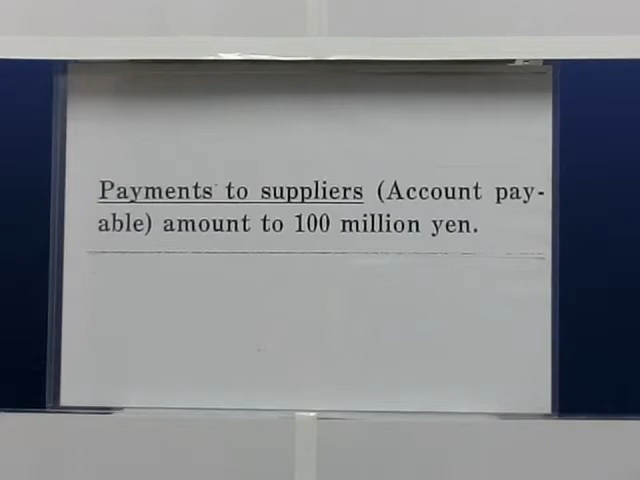 Payments to suppliers (Account pay-
able) amount to 100 million yen.